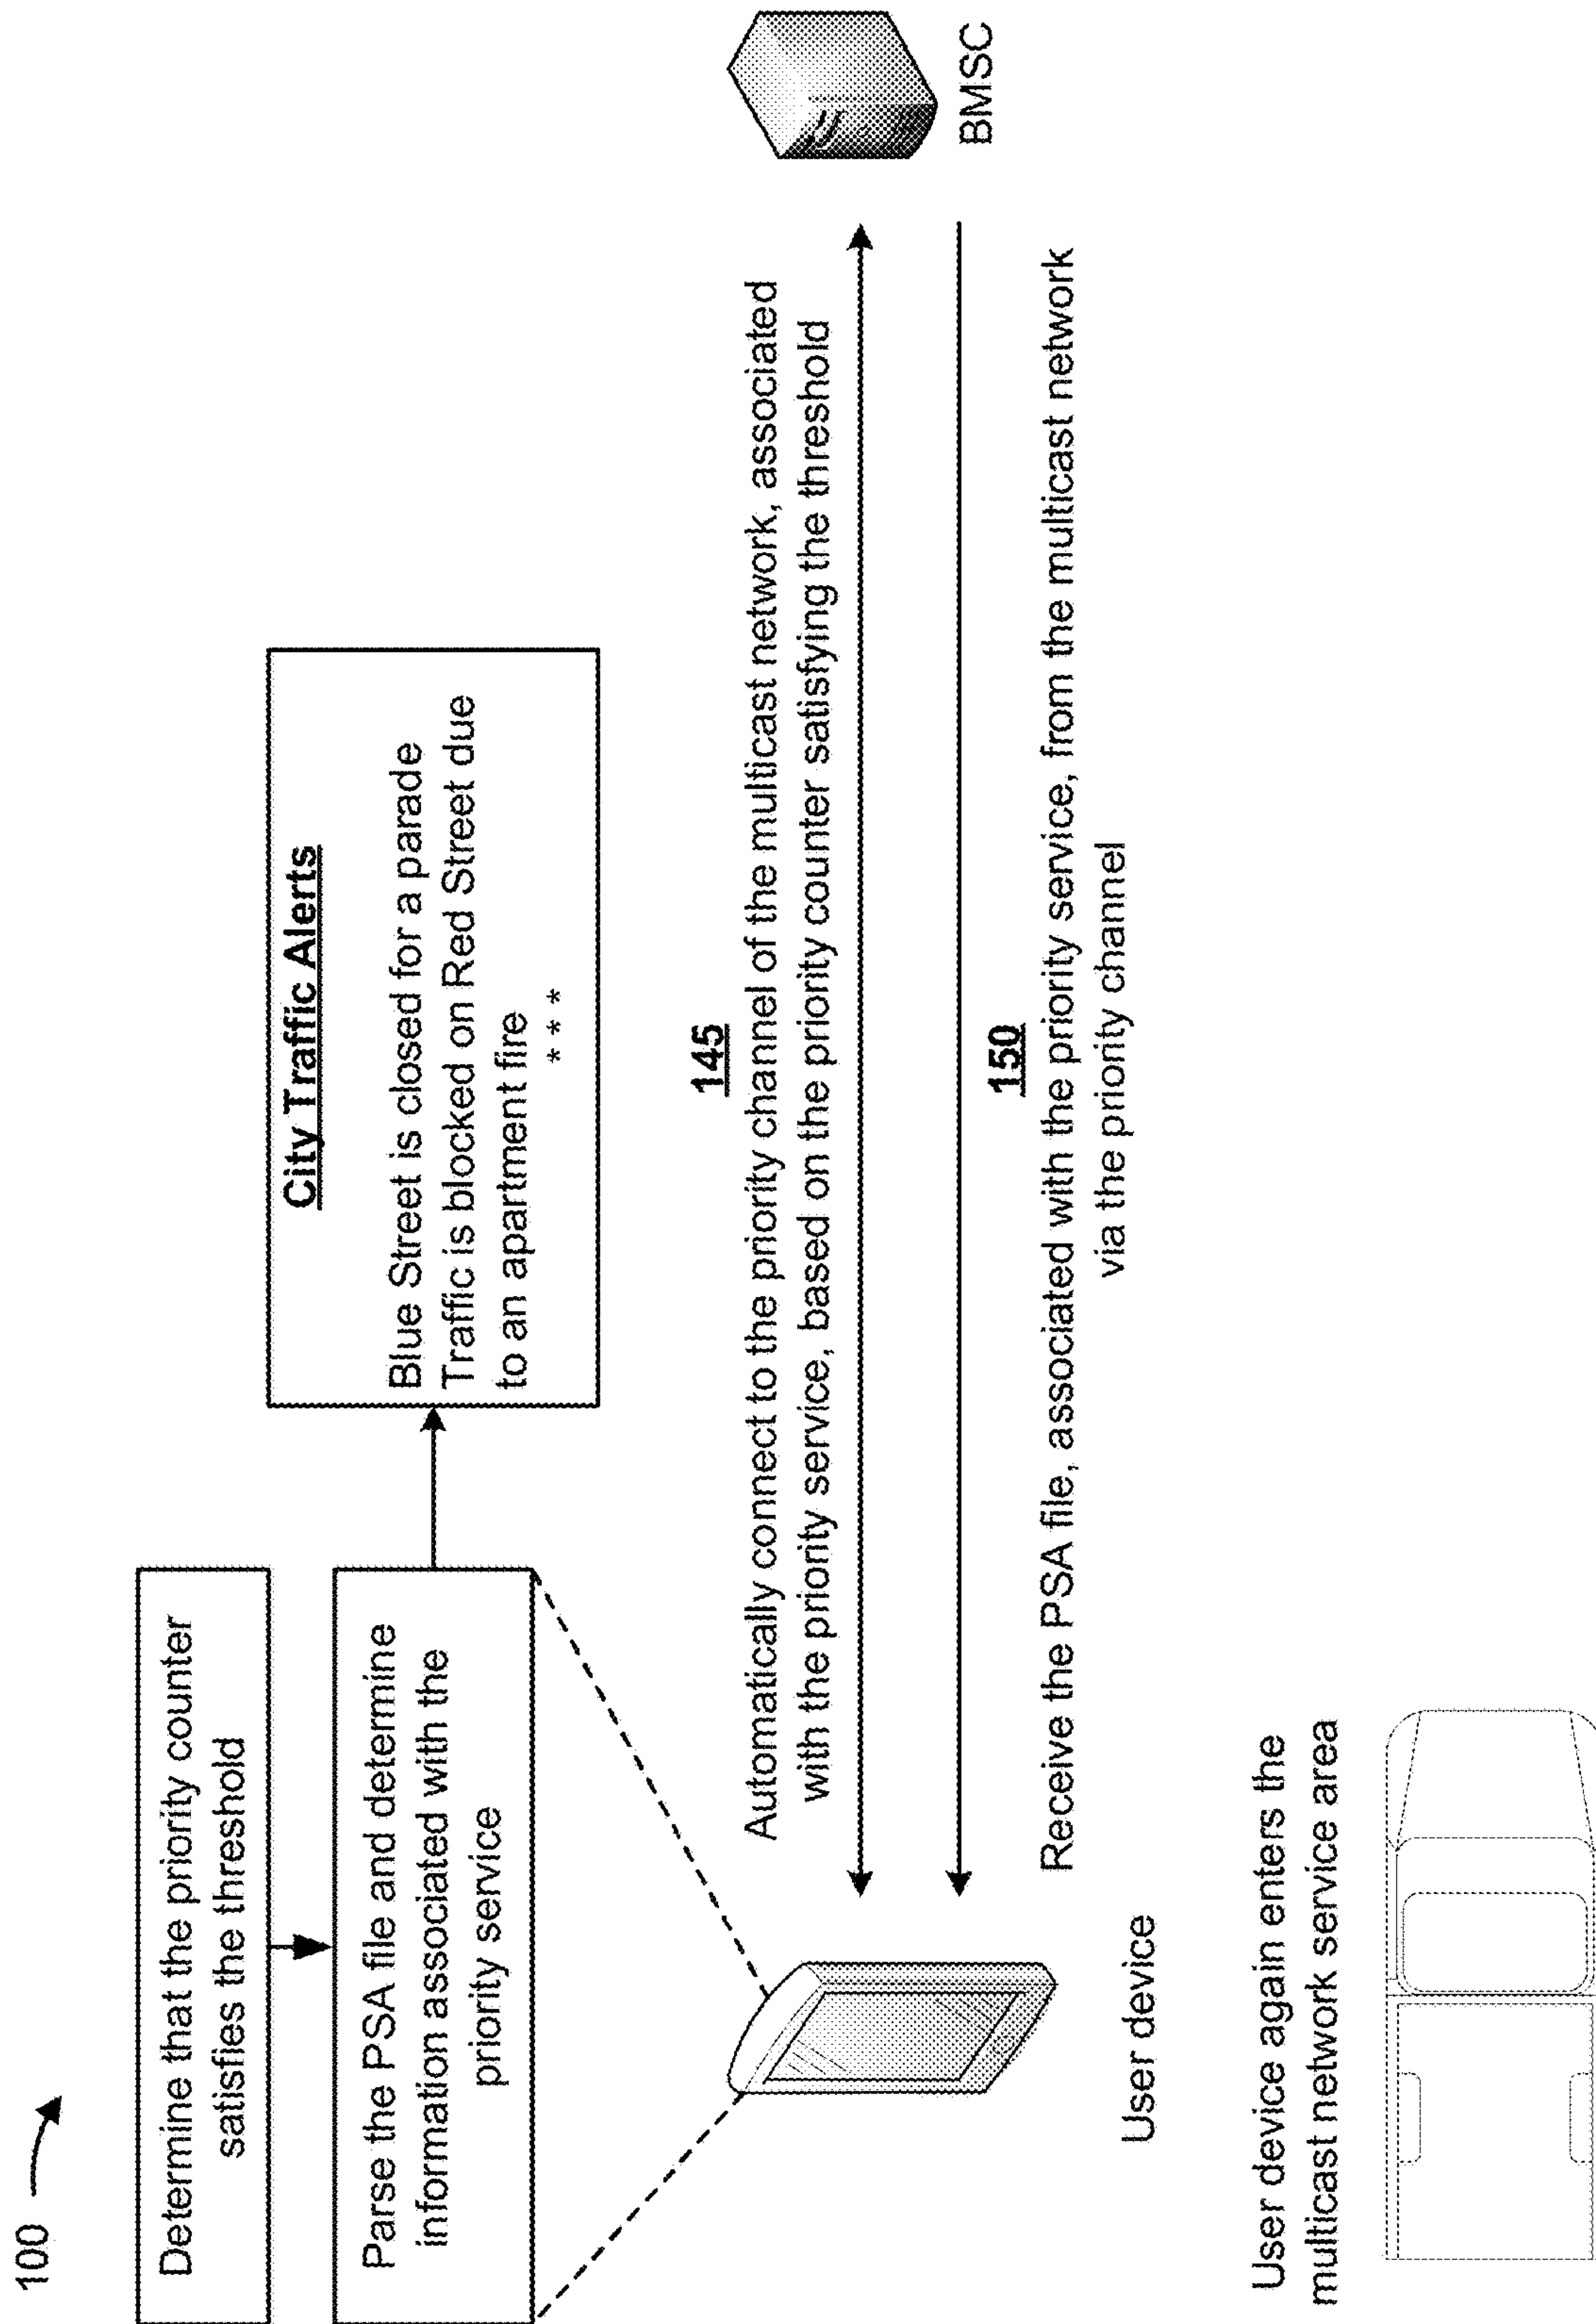 100
Determine that the priority counter
satisfies the threshold
Parse the PSA file and determine
information associated with the
priority service
City Traffic Alerts
Blue Street is closed for a parade
Traffic is blocked on Red Street due
to an apartment fire
* * *
145
Automatically connect to the priority channel of the multicast network, associated
with the priority service, based on the priority counter satisfying the threshold
BMSC
150
Receive the PSA file, associated with the priority service, from the multicast network
via the priority channel
User device
User device again enters the
multicast network service area